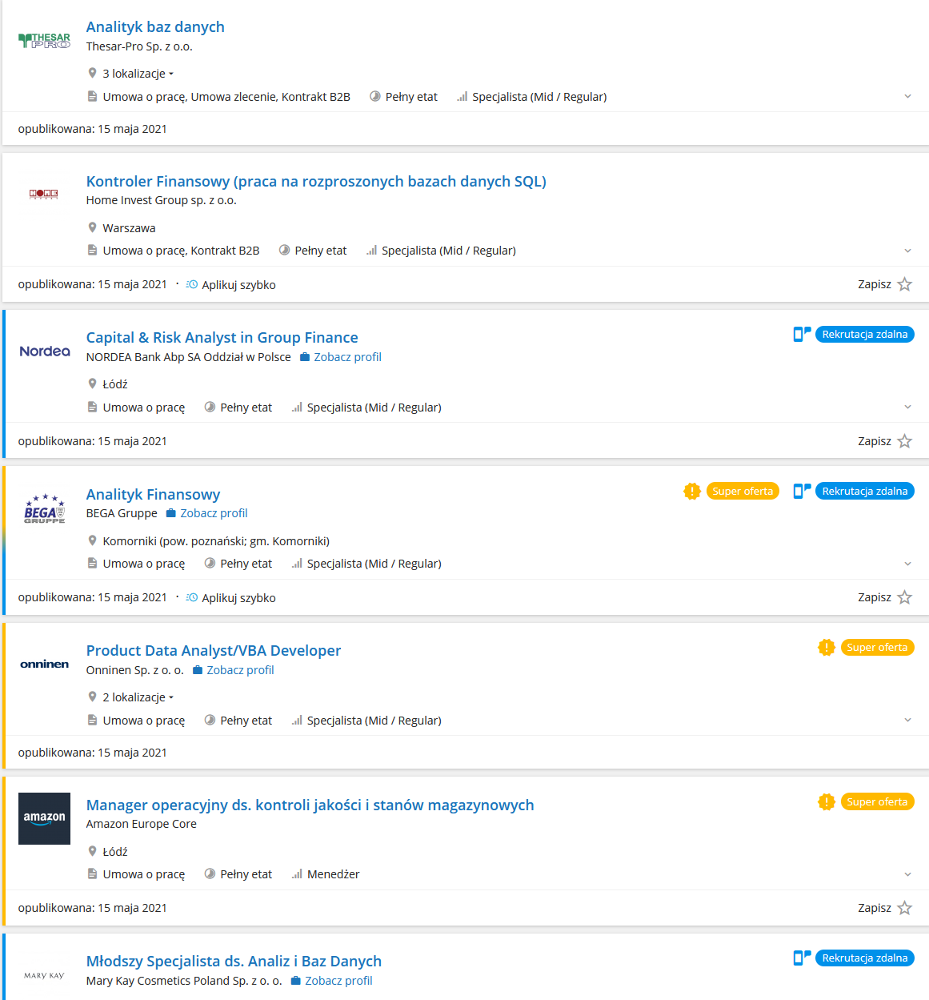 THESAR
PRO
Analityk baz danych
Thesar-Pro Sp. z o.o.
3 lokalizacje
Umowa o pracę, Umowa zlecenie, Kontrakt B2B Pełny etat Specjalista (Mid / Regular)
opublikowana: 15 maja 2021
HOME
Kontroler Finansowy (praca na rozproszonych bazach danych SQL)
Home Invest Group sp. z o.o.
Warszawa
Umowa o pracę, Kontrakt B2B Pełny etat Specjalista (Mid / Regular)
opublikowana: 15 maja 2021 · Aplikuj szybko Zapisz
Nordea
Capital & Risk Analyst in Group Finance Rekrutacja zdalna
NORDEA Bank Abp SA Oddział w Polsce Zobacz profil
Łódź
Umowa o pracę Pełny etat Specjalista (Mid / Regular)
opublikowana: 15 maja 2021 Zapisz
BEGA
GRUPPE
Analityk Finansowy Super oferta Rekrutacja zdalna
BEGA Gruppe Zobacz profil
Komorniki (pow. poznański; gm. Komorniki)
Umowa o pracę Pełny etat Specjalista (Mid / Regular)
opublikowana: 15 maja 2021 · Aplikuj szybko Zapisz
onninen
Product Data Analyst/VBA Developer Super oferta
Onninen Sp. z o. o. Zobacz profil
2 lokalizacje
Umowa o pracę Pełny etat Specjalista (Mid / Regular)
opublikowana: 15 maja 2021
amazon
Manager operacyjny ds. kontroli jakości i stanów magazynowych Super oferta
Amazon Europe Core
Łódź
Umowa o pracę Pełny etat Menedżer
opublikowana: 15 maja 2021 Zapisz
MARY KAY
Młodszy Specjalista ds. Analiz i Baz Danych Rekrutacja zdalna
Mary Kay Cosmetics Poland Sp. z o. o. Zobacz profil